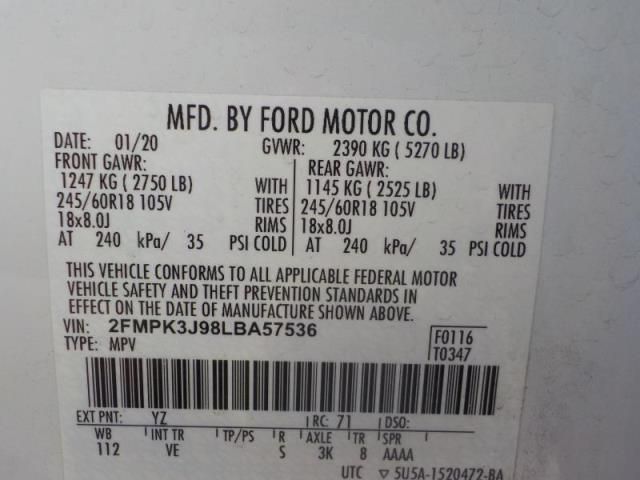 MFD. BY FORD MOTOR CO.
DATE: 01/20 GVWR: 2390 KG ( 5270 LB)
FRONT GAWR: REAR GAWR:
1247 KG ( 2750 LB) WITH 1145 KG ( 2525 LB) WITH
245/60R18 105V TIRES 245/60R18 105V TIRES
18x8.0J RIMS 18x8.0J RIMS
AT 240 kPa/ 35 PSI COLD AT 240 kPa/ 35 PSI COLD
THIS VEHICLE CONFORMS TO ALL APPLICABLE FEDERAL MOTOR
VEHICLE SAFETY AND THEFT PREVENTION STANDARDS IN
EFFECT ON THE DATE OF MANUFACTURE SHOWN ABOVE.
VIN: 2FMPK3J98LBA57536 F0116
TYPE: MPV T0347
EXT PNT: YZ RC: 71 DSO:
WB INT TR TP/PS R AXLE TR SPR
112 VE S 3K 8 AAAA
UTC ▽ 5U5A-1520472-BA